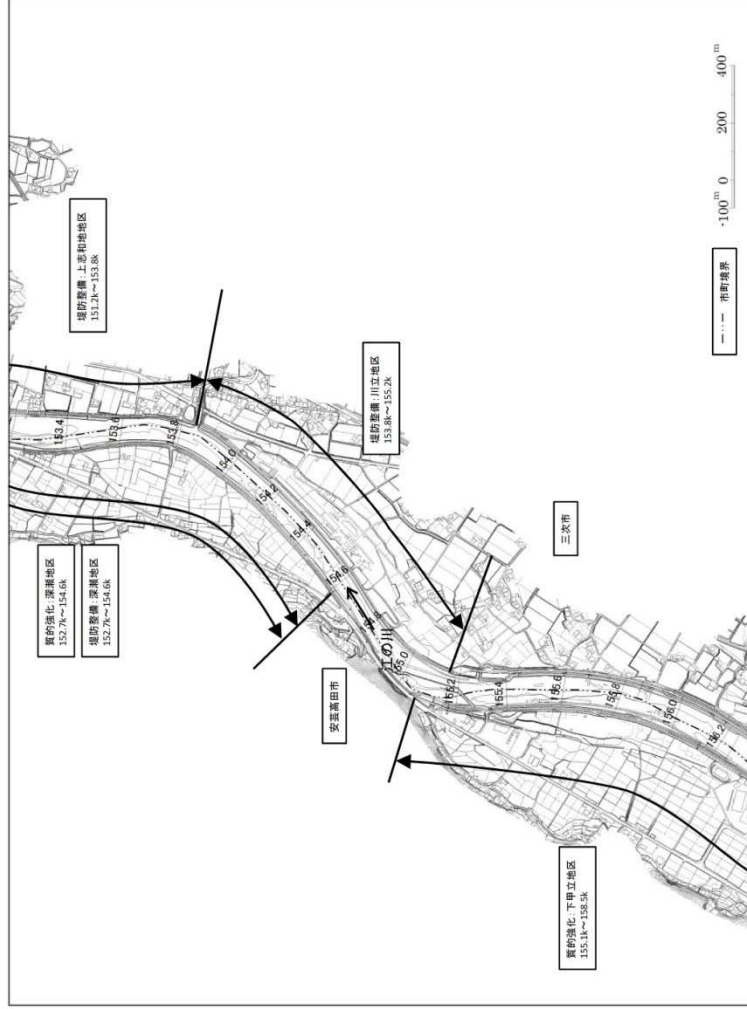 堤防整備:上志和地地区
151.2k~153.8k
質的強化:深瀬地区
152.7k~154.6k
堤防整備:深瀬地区
152.7k~154.6k
堤防整備:川立地区
153.8k~155.2k
安芸高田市
三次市
質的強化:下甲立地区
155.1k~158.5k
江の川
153.4
153.6
153.8
154.0
154.2
154.4
154.6
154.8
155.0
155.2
155.4
155.6
155.8
156.0
156.2
市町境界
-100m 0 200 400m